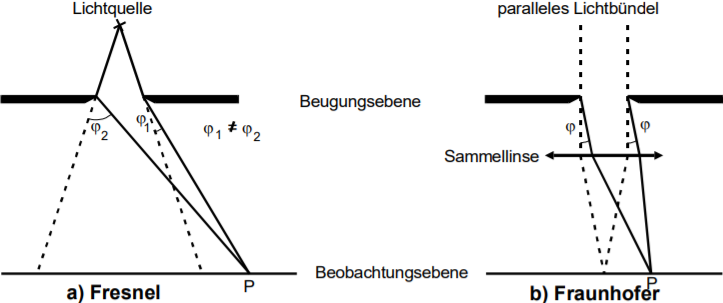 Lichtquelle
paralleles Lichtbündel
Beugungsebene
φ2
φ1
φ1 ≠ φ2
φ
φ
Sammellinse
P
Beobachtungsebene
P
a) Fresnel
b) Fraunhofer